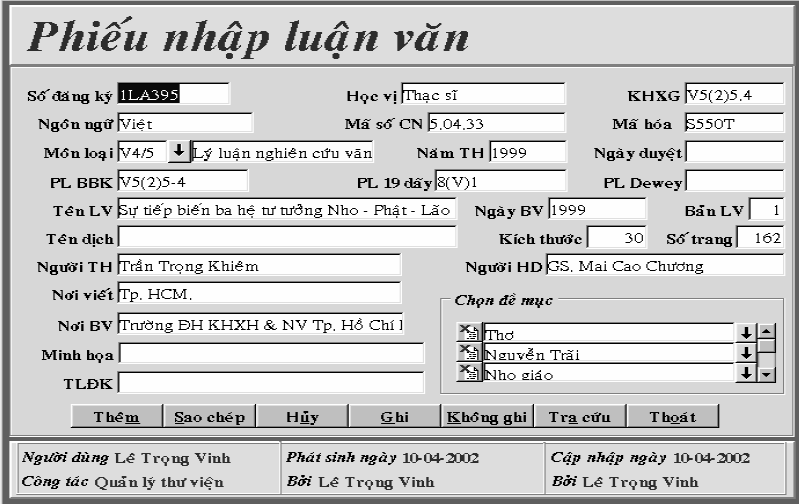 Phiếu nhập luận văn
Số đăng ký 1LA395 Học vị Thạc sĩ KHXG V5(2)5.4
Ngôn ngữ Việt Mã số CN 5.04.33 Mã hóa S550T
Môn loại V4/5 Lý luận nghiên cứu văn Năm TH 1999 Ngày duyệt
PL BBK V5(2)5-4 PL 19 dãy 8(V)1 PL Dewey
Tên LV Sự tiếp biến ba hệ tư tưởng Nho - Phật - Lão Ngày BV 1999 Bản LV 1
Tên dịch Kích thước 30 Số trang 162
Người TH Trần Trọng Khiêm Người HD GS. Mai Cao Chương
Nơi viết Tp. HCM.
Chọn đề mục
Nơi BV Trường ĐH KHXH & NV Tp. Hồ Chí
Thơ
Minh họa
Nguyễn Trãi
TLĐK
Nho giáo
Thêm Sao chép Hủy Ghi Không ghi Tra cứu Thoát
Người dùng Lê Trọng Vinh Phát sinh ngày 10-04-2002 Cập nhập ngày 10-04-2002
Công tác Quản lý thư viện Bởi Lê Trọng Vinh Bởi Lê Trọng Vinh